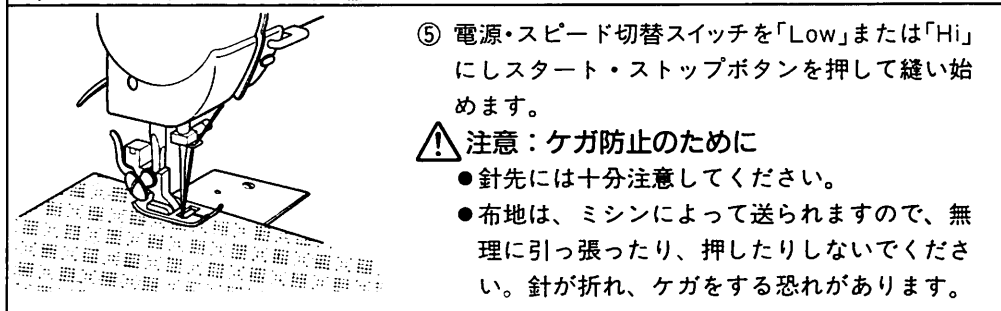 ⑤ 電源・スピード切替スイッチを「Low」または「Hi」
にしスタート・ストップボタンを押して縫い始
めます。
⚠注意：ケガ防止のために
●針先には十分注意してください。
●布地は、ミシンによって送られますので、無
理に引っ張ったり、押したりしないでくださ
い。針が折れ、ケガをする恐れがあります。